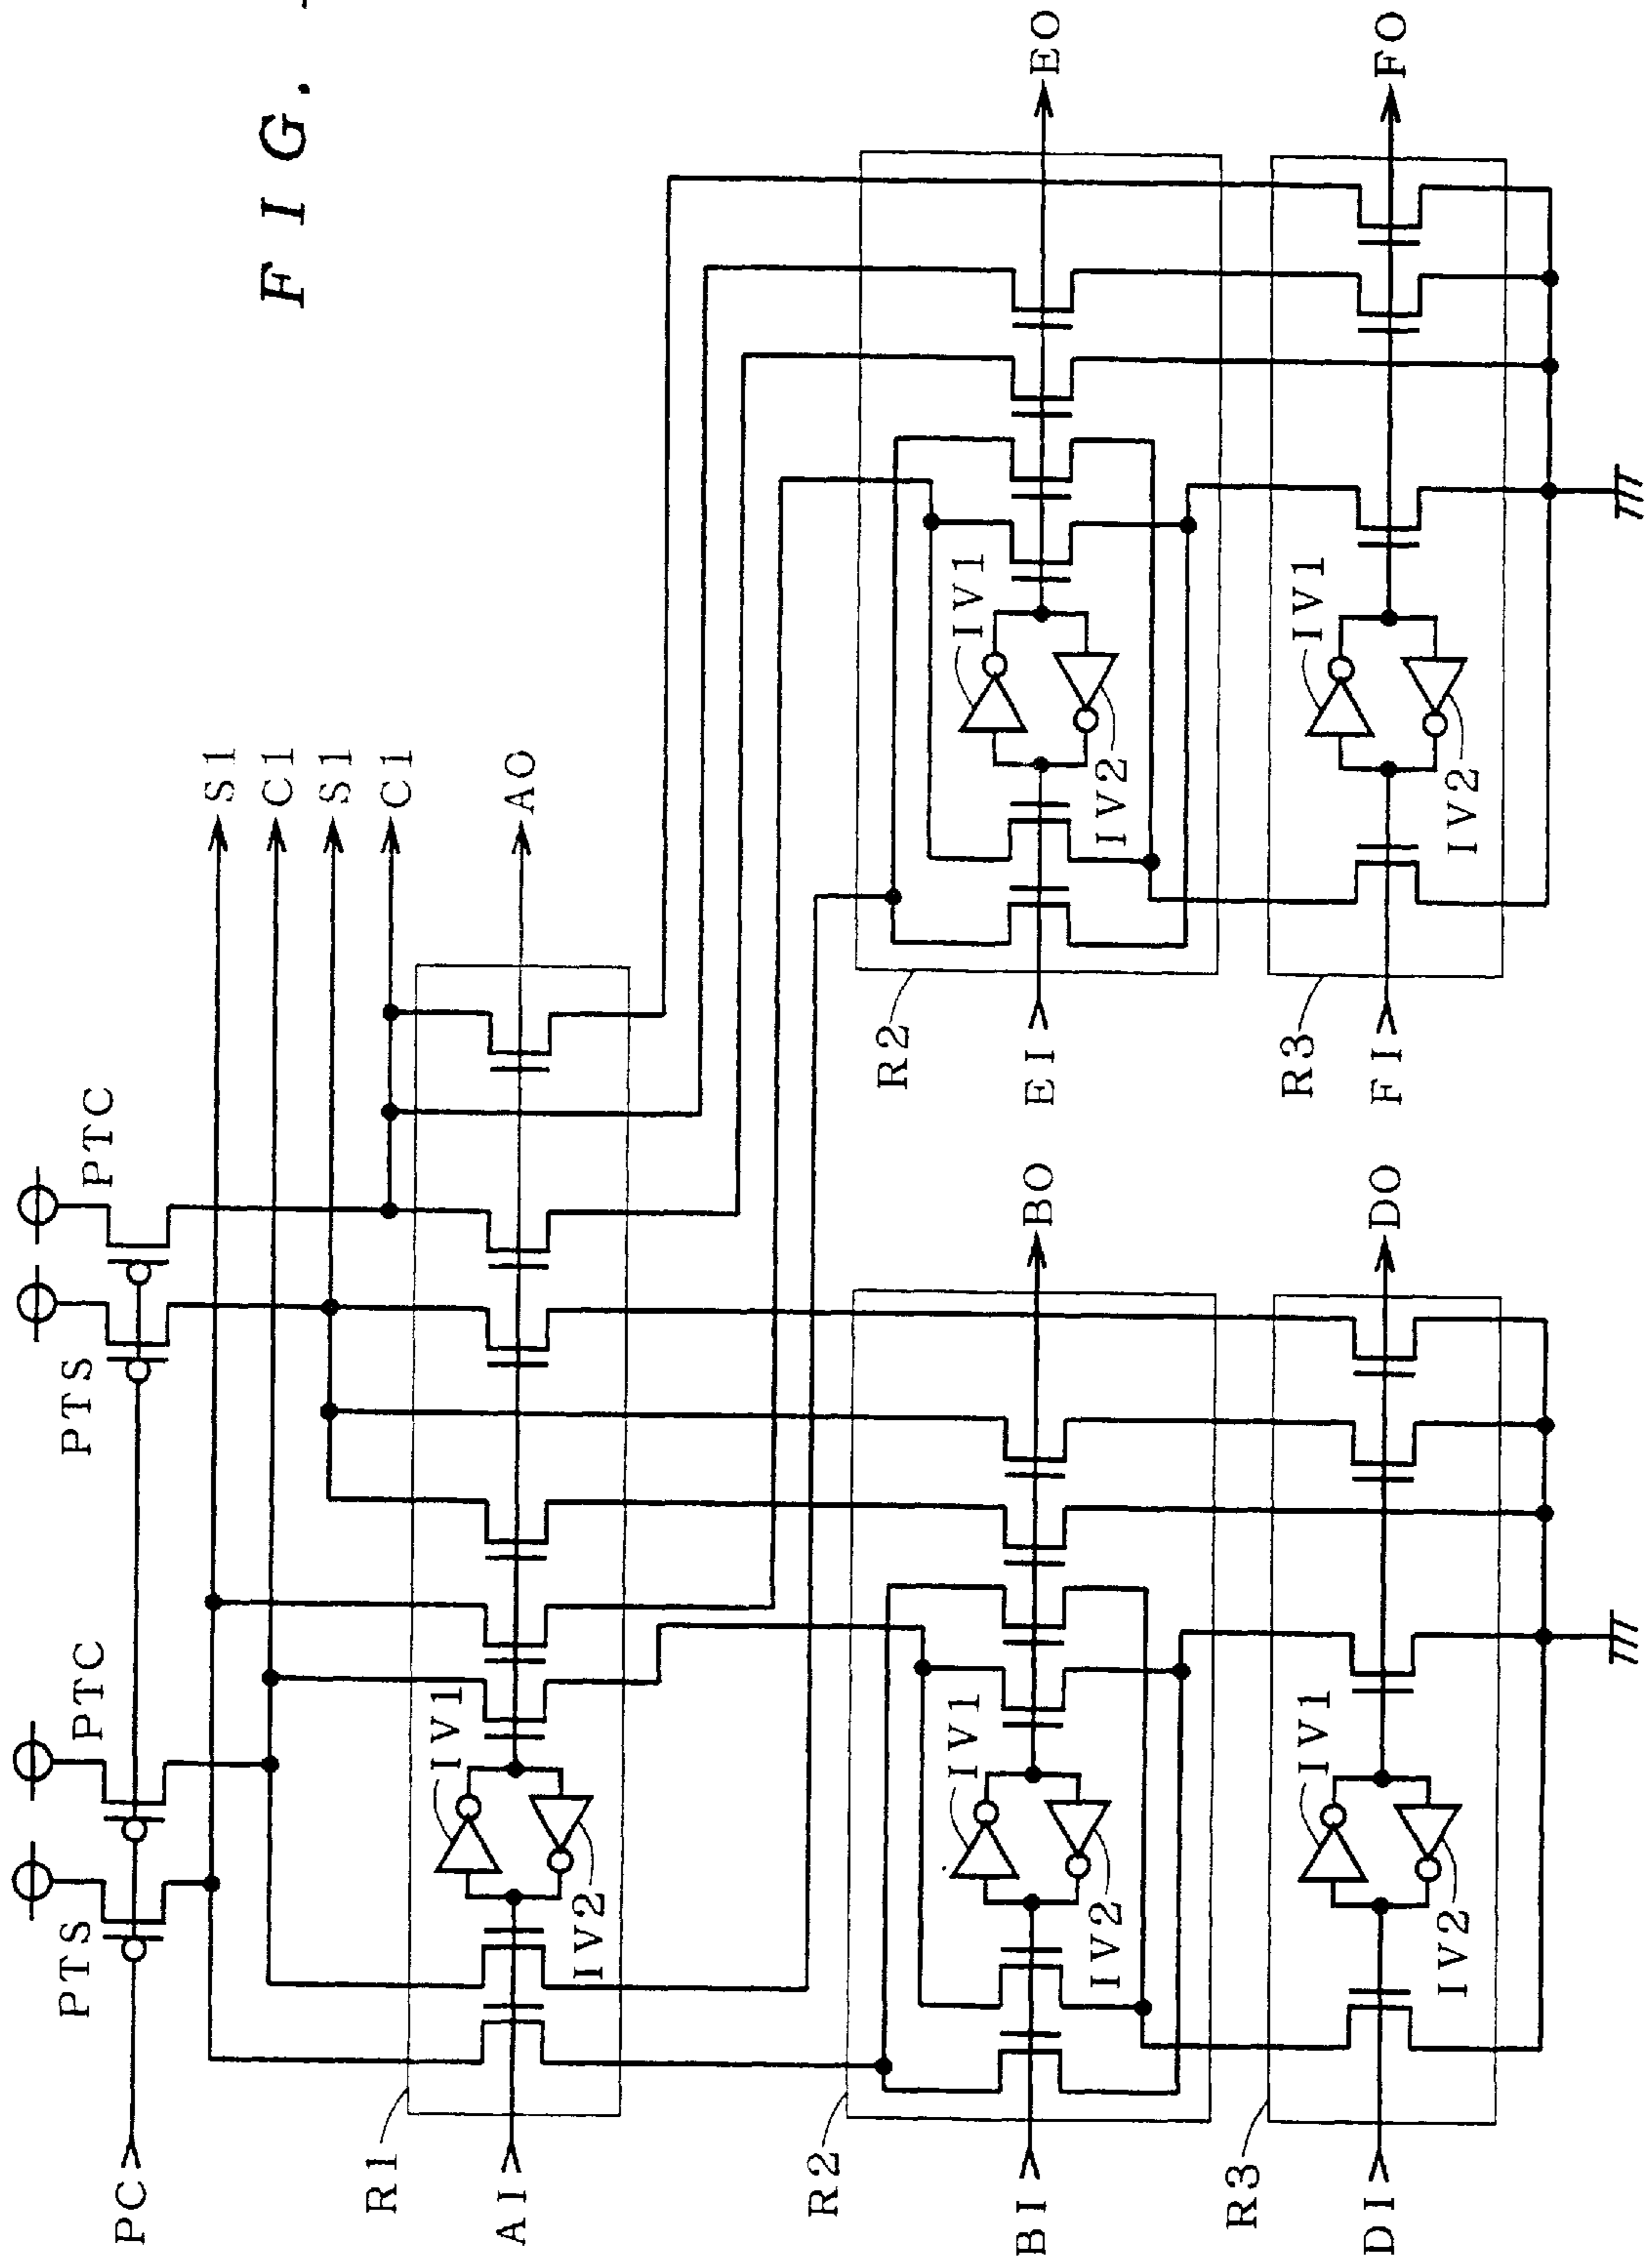 FIG.
PC
PTS
PTC
PTS
PTC
S1
C1
S1
C1
R1
AI
IV1
IV2
AO
R2
BI
IV1
IV2
BO
R2
EI
IV1
IV2
EO
R3
DI
IV1
IV2
DO
R3
FI
IV1
IV2
FO